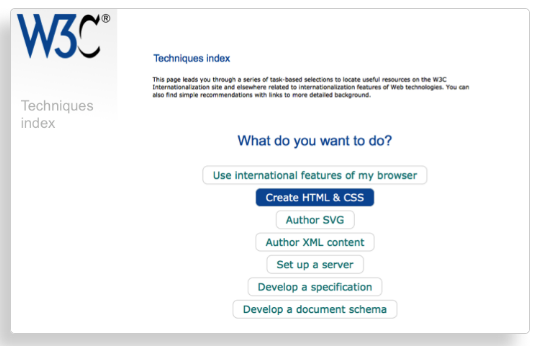 W3C®
Techniques
index
Techniques index
This page leads you through a series of task-based selections to locate useful resources on the W3C
Internationalization site and elsewhere related to internationalization features of Web technologies. You can
also find simple recommendations with links to more detailed background.
What do you want to do?
Use international features of my browser
Create HTML & CSS
Author SVG
Author XML content
Set up a server
Develop a specification
Develop a document schema